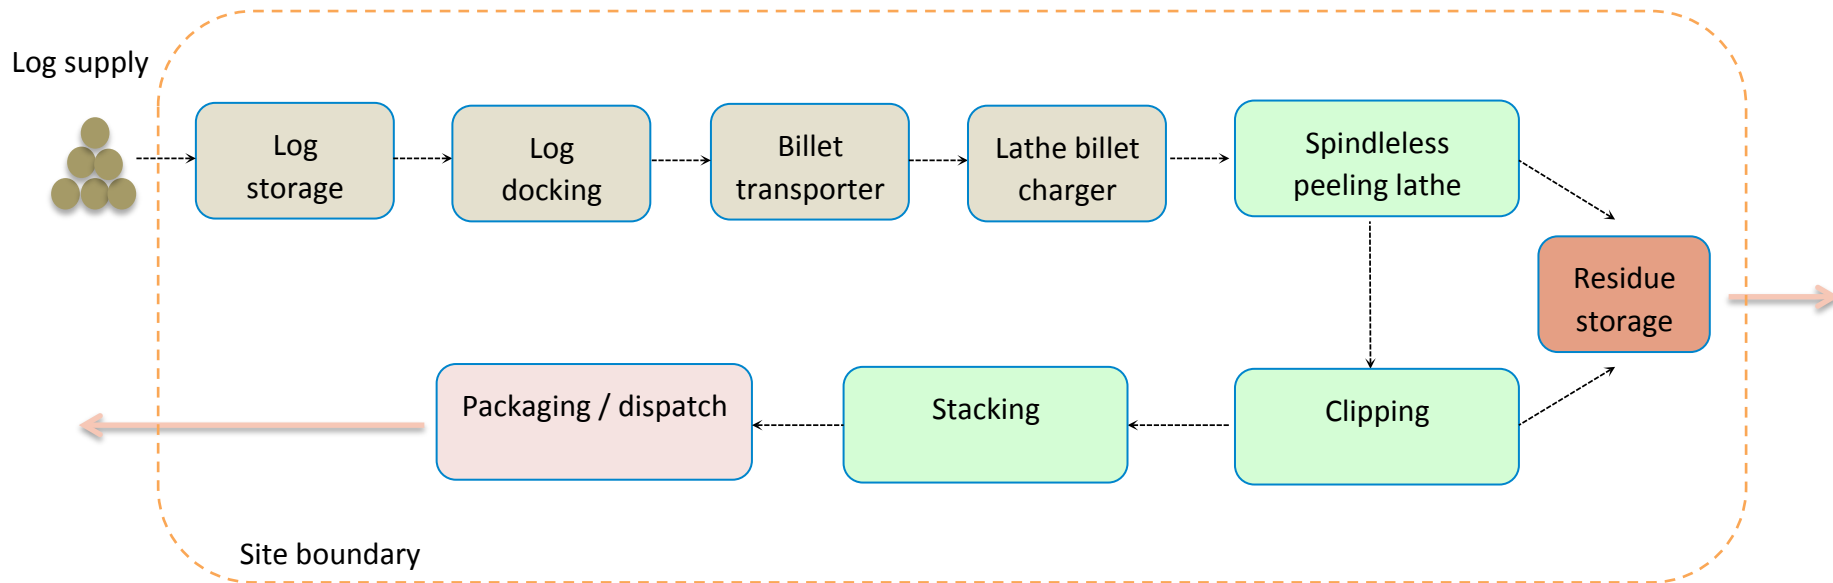 Log supply
Log
storage
Log
docking
Billet
transporter
Lathe billet
charger
Spindleless
peeling lathe
Residue
storage
Packaging / dispatch
Stacking
Clipping
Site boundary